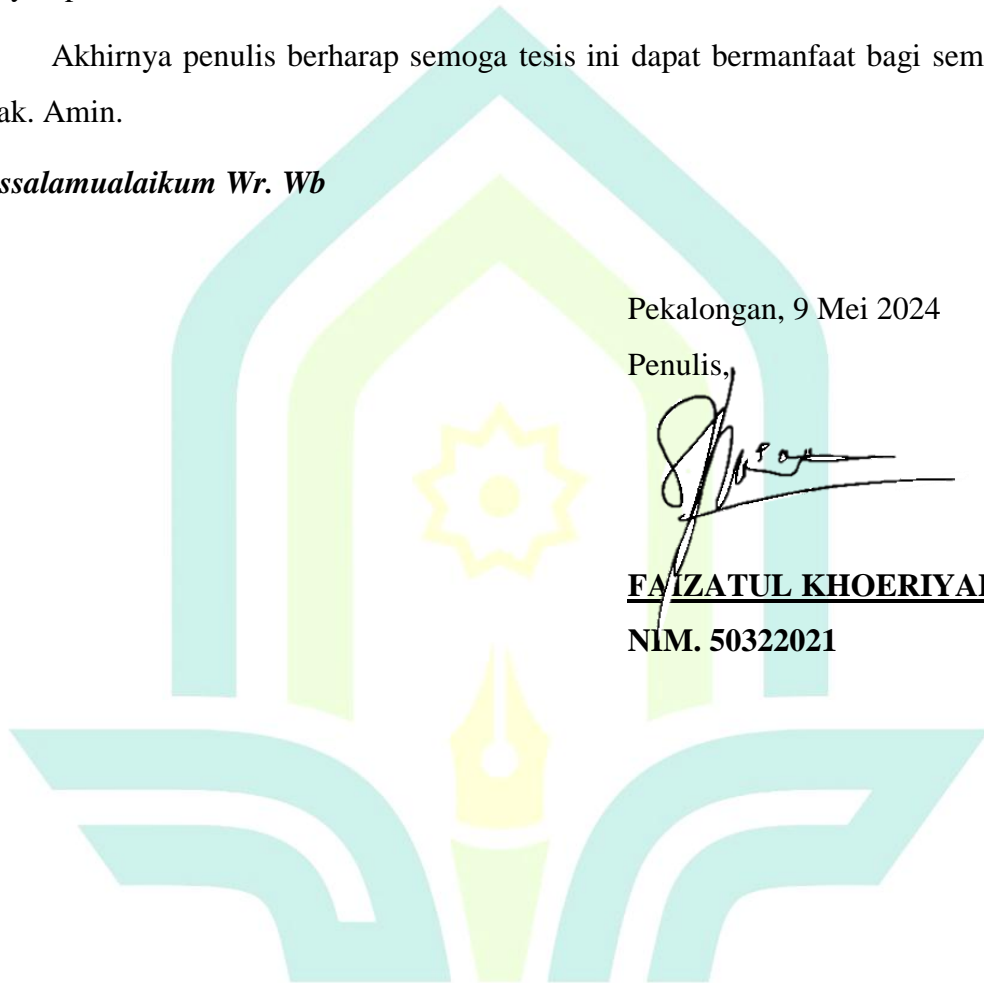 Akhirnya penulis berharap semoga tesis ini dapat bermanfaat bagi sem
ak. Amin.
ssalamualaikum Wr. Wb
Pekalongan, 9 Mei 2024
Penulis,
FAIZATUL KHOERIYA
NIM. 50322021